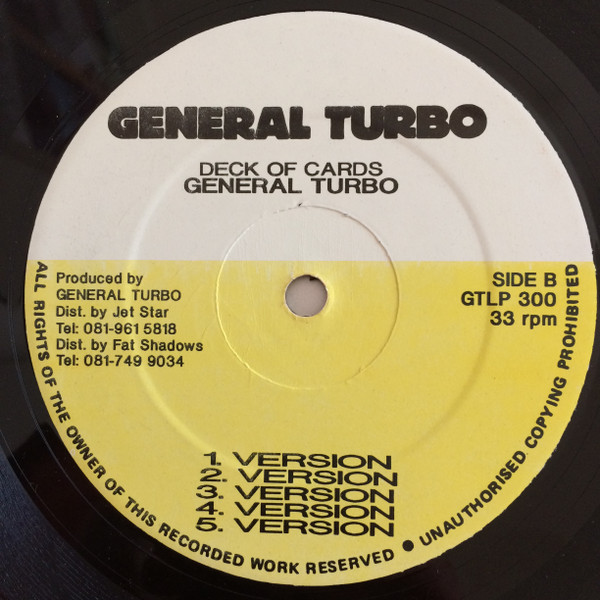 GENERAL TURBO
DECK OF CARDS
GENERAL TURBO
Produced by
GENERAL TURBO
Dist. by Jet Star
Tel: 081-961 5818
Dist. by Fat Shadows
Tel: 081-749 9034
SIDE B
GTLP 300
33 rpm
1. VERSION
2. VERSION
3. VERSION
4. VERSION
5. VERSION
ALL RIGHTS OF THE OWNER OF THIS RECORDED WORK RESERVED ● UNAUTHORISED COPYING PROHIBITED